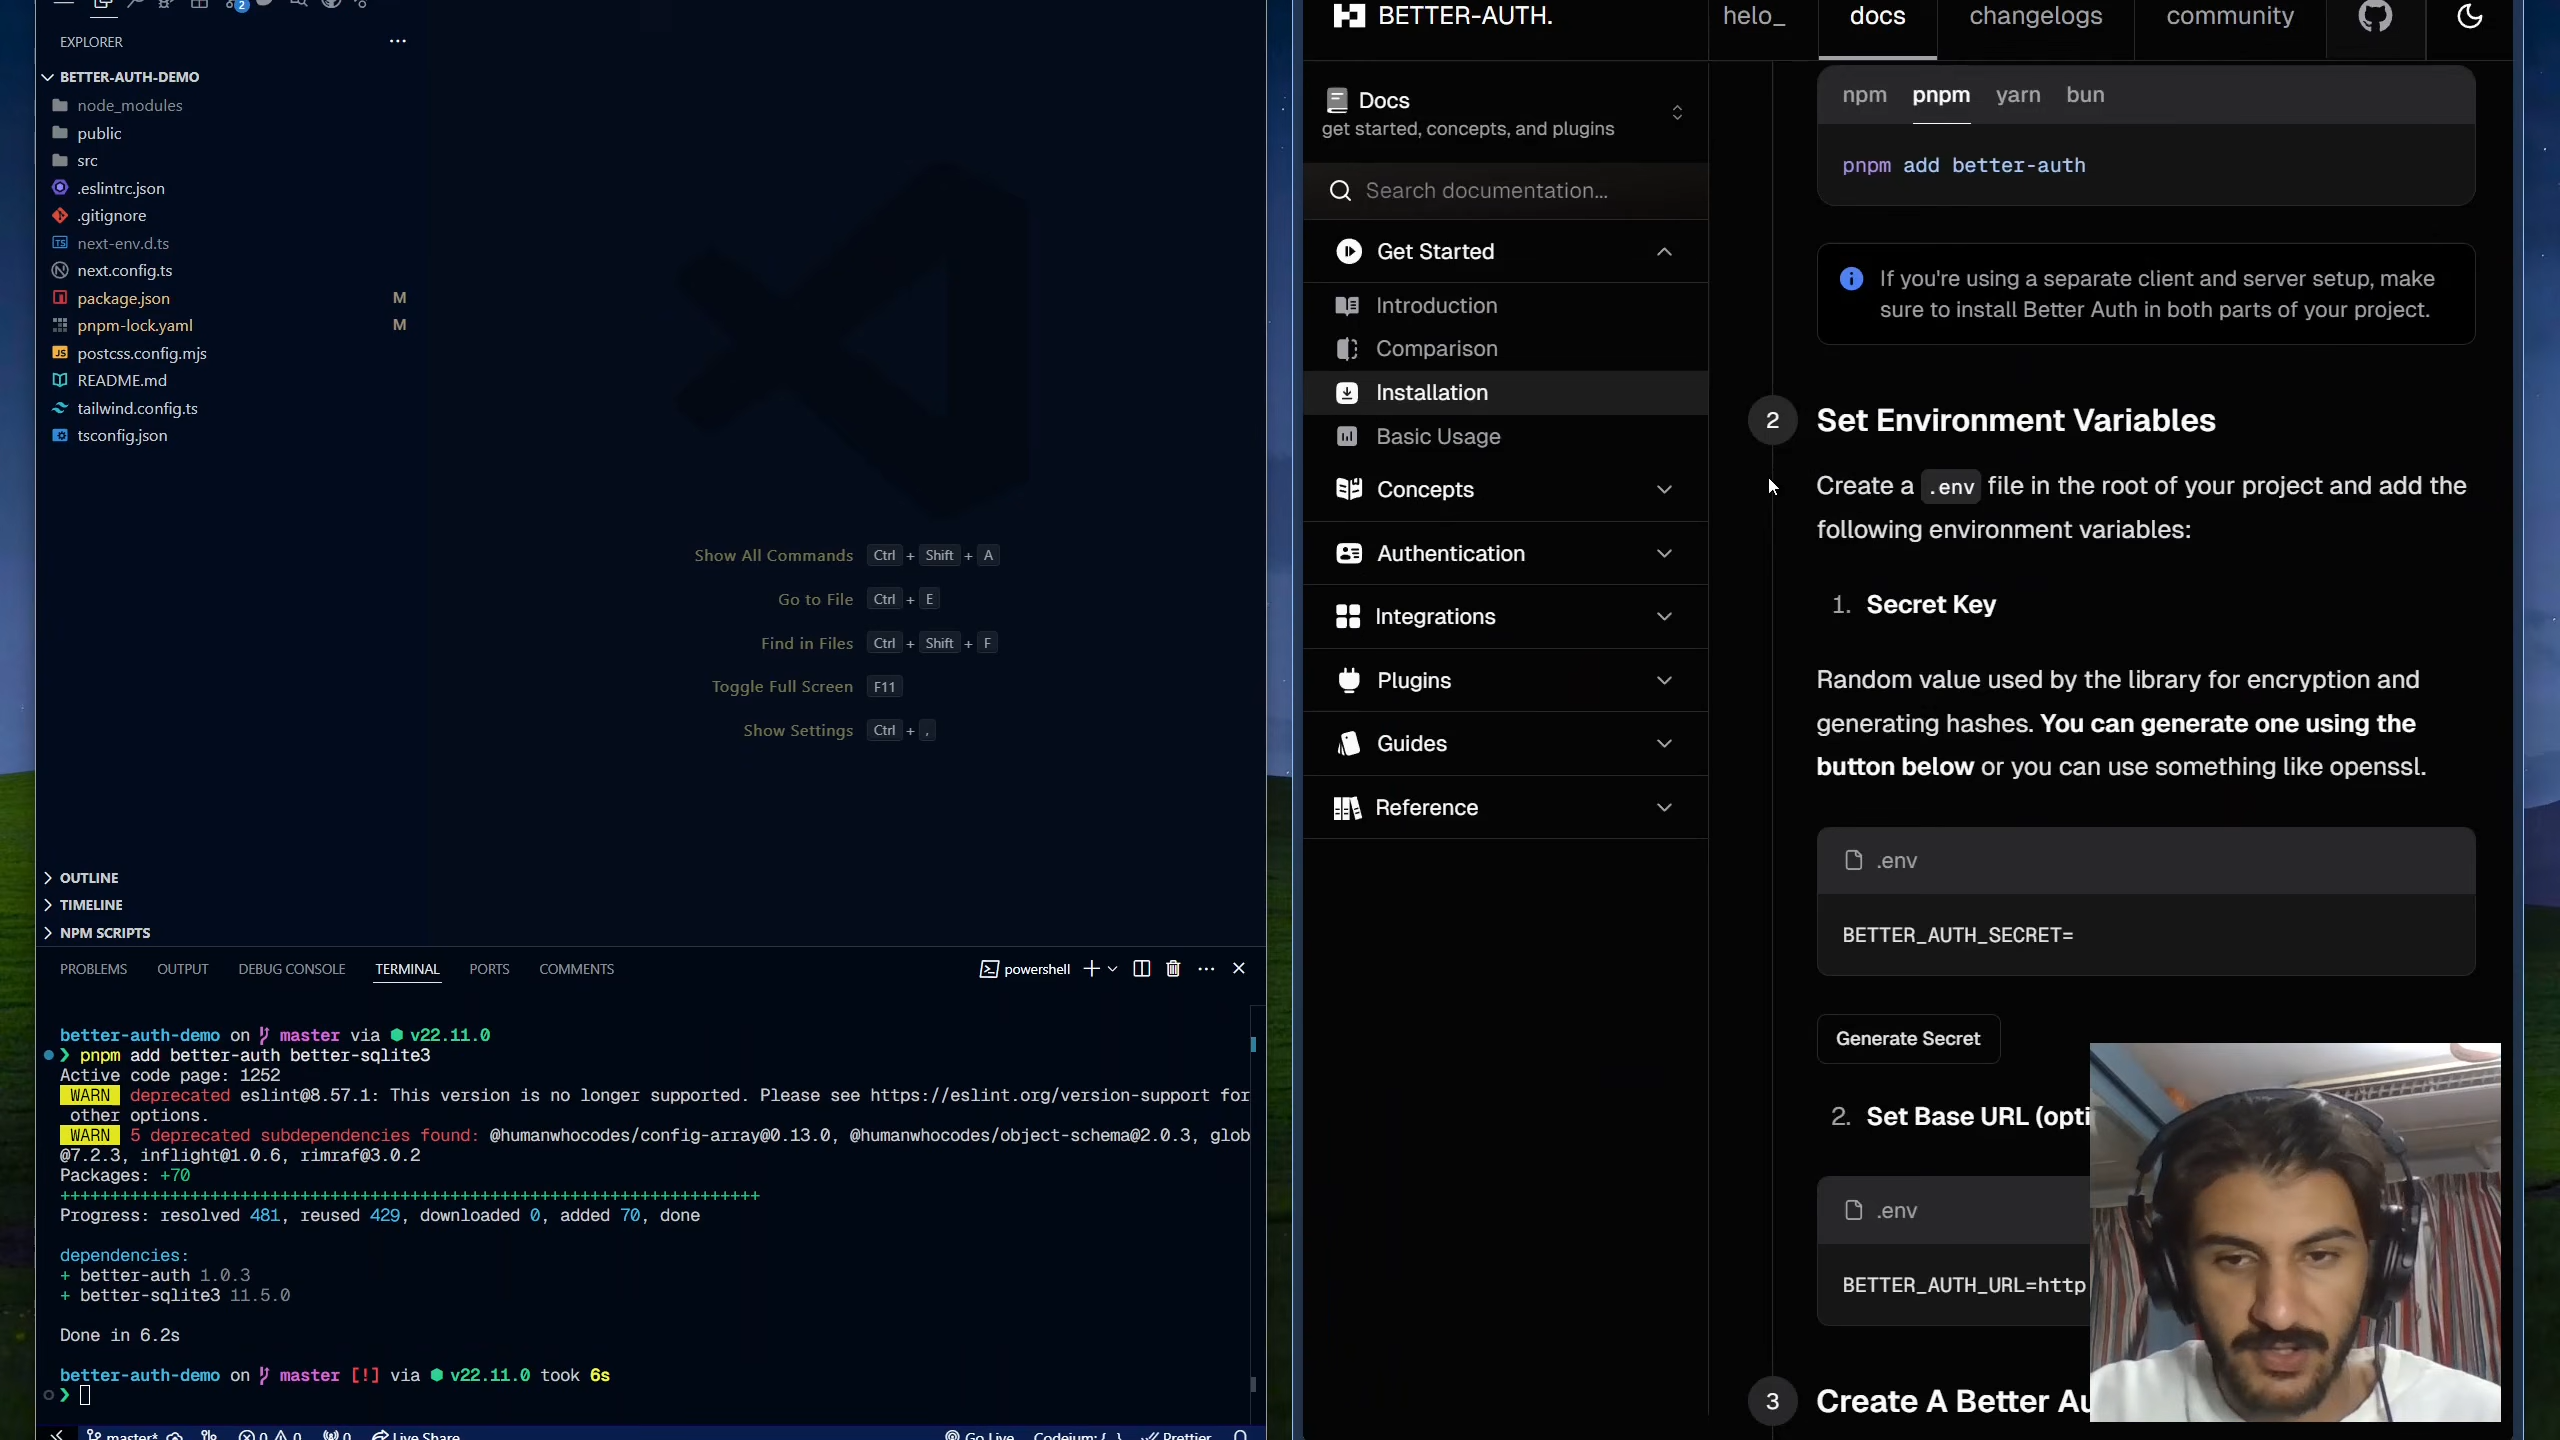 2
EXPLORER
BETTER-AUTH-DEMO
node_modules
public
src
.eslintrc.json
.gitignore
next-env.d.ts
next.config.ts
package.json M
pnpm-lock.yaml M
postcss.config.mjs
README.md
tailwind.config.ts
tsconfig.json
Show All Commands Ctrl + Shift + A
Go to File Ctrl + E
Find in Files Ctrl + Shift + F
Toggle Full Screen F11
Show Settings Ctrl + ,
OUTLINE
TIMELINE
NPM SCRIPTS
PROBLEMS OUTPUT DEBUG CONSOLE TERMINAL PORTS COMMENTS powershell
better-auth-demo on master via v22.11.0
❯ pnpm add better-auth better-sqlite3
Active code page: 1252
WARN deprecated eslint@8.57.1: This version is no longer supported. Please see https://eslint.org/version-support for
other options.
WARN 5 deprecated subdependencies found: @humanwhocodes/config-array@0.13.0, @humanwhocodes/object-schema@2.0.3, glob
@7.2.3, inflight@1.0.6, rimraf@3.0.2
Packages: +70
++++++++++++++++++++++++++++++++++++++++++++++++++++++++++++++++++++++
Progress: resolved 481, reused 429, downloaded 0, added 70, done
dependencies:
+ better-auth 1.0.3
+ better-sqlite3 11.5.0
Done in 6.2s
better-auth-demo on master [!] via v22.11.0 took 6s
❯
master* 0 0 0 Live Share Go Live Codeium: {..} Prettier
BETTER-AUTH. helo_ docs changelogs community
Docs
get started, concepts, and plugins
Search documentation...
Get Started
Introduction
Comparison
Installation
Basic Usage
Concepts
Authentication
Integrations
Plugins
Guides
Reference
npm pnpm yarn bun
pnpm add better-auth
If you're using a separate client and server setup, make
sure to install Better Auth in both parts of your project.
2 Set Environment Variables
Create a .env file in the root of your project and add the
following environment variables:
1. Secret Key
Random value used by the library for encryption and
generating hashes. You can generate one using the
button below or you can use something like openssl.
.env
BETTER_AUTH_SECRET=
Generate Secret
2. Set Base URL (opti
.env
BETTER_AUTH_URL=http
3 Create A Better Au